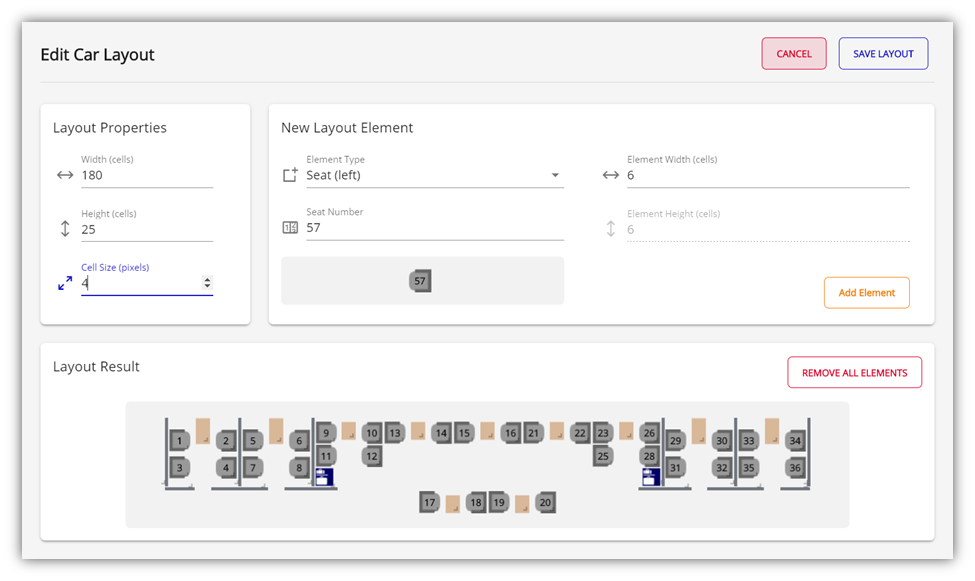 Edit Car Layout
CANCEL
SAVE LAYOUT
Layout Properties
Width (cells)
180
Height (cells)
25
Cell Size (pixels)
4
New Layout Element
Element Type
Seat (left)
Seat Number
57
57
Element Width (cells)
6
Element Height (cells)
6
Add Element
Layout Result
REMOVE ALL ELEMENTS
1 2 5 6 9 10 13 14 15 16 21 22 23 26 29 30 33 34
3 4 7 8 11 12 25 28 31 32 35 36
17 18 19 20